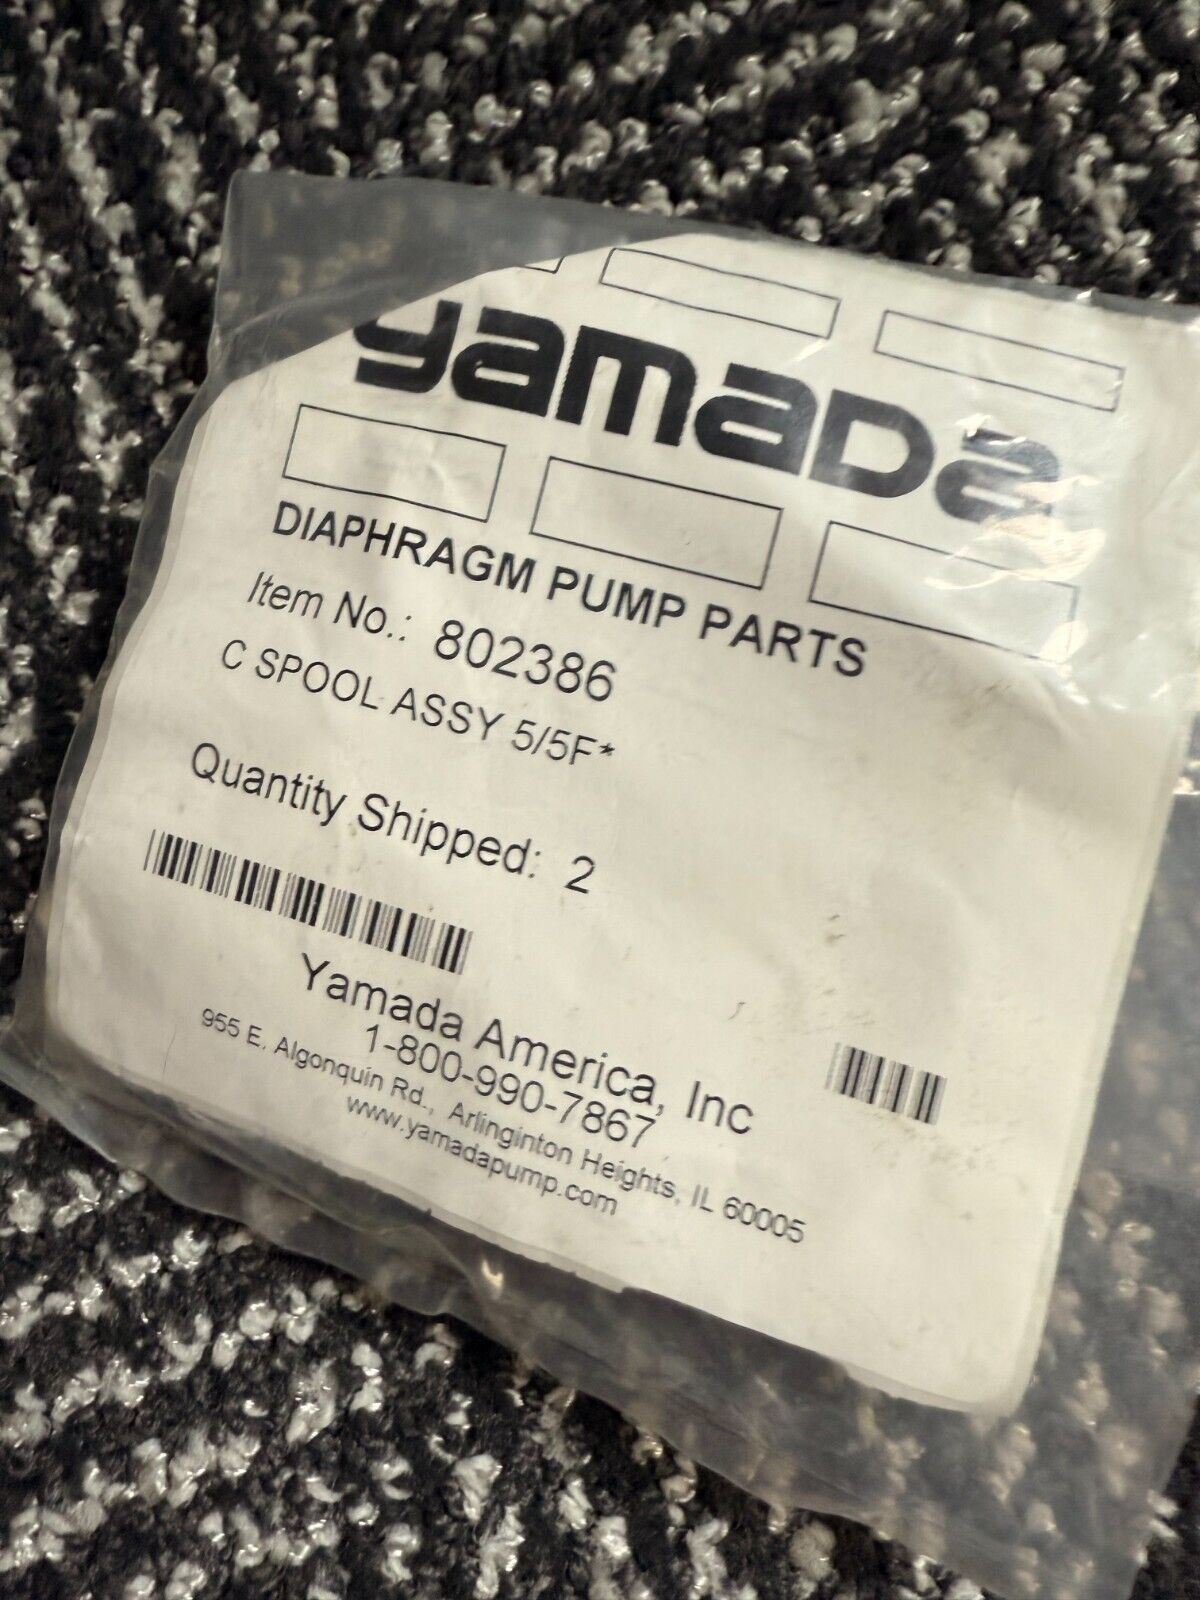 yamada
DIAPHRAGM PUMP PARTS
Item No.: 802386
C SPOOL ASSY 5/5F*
Quantity Shipped: 2
Yamada America, Inc
1-800-990-7867
955 E. Algonquin Rd., Arlinginton Heights, IL 60005
www.yamadapump.com